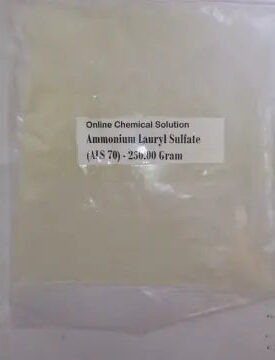 Online Chemical Solution
Ammonium Lauryl Sulfate
(ALS 70) - 250.00 Gram